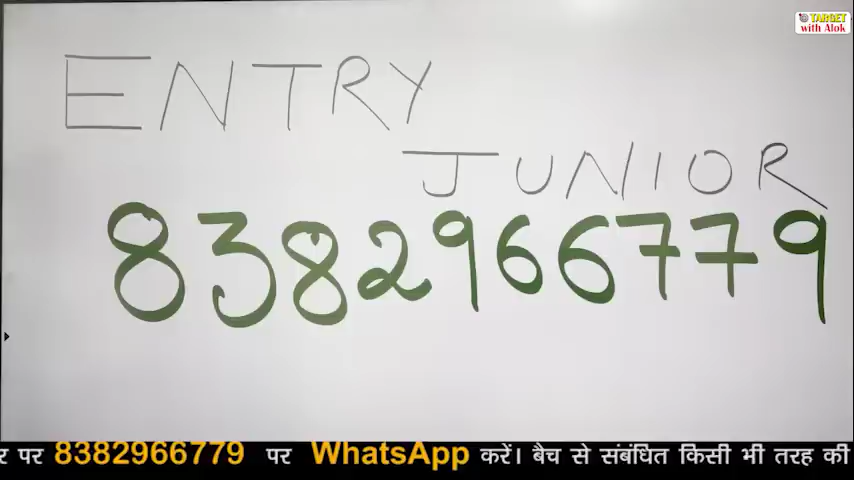 TARGET
with Alok
ENTRY
JUNIOR
8382966779
र पर 8382966779 पर WhatsApp करें। बैच से संबंधित किसी भी तरह की